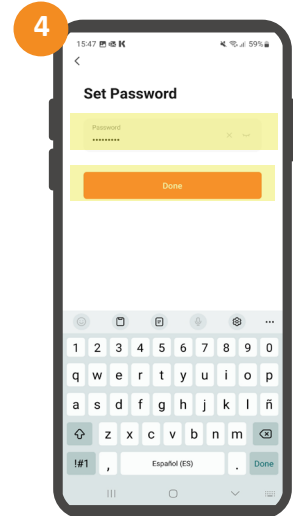 4
15:47 K 59%
Set Password
Password
•••••••••
Done
1 2 3 4 5 6 7 8 9 0
q w e r t y u i o p
a s d f g h j k l ñ
z x c v b n m
!#1 , Español (ES) . Done